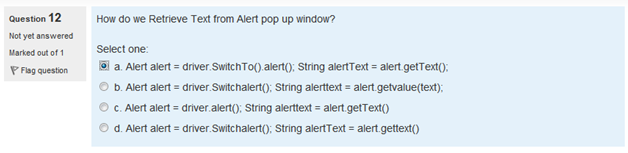 Question 12
Not yet answered
Marked out of 1
Flag question
How do we Retrieve Text from Alert pop up window?
Select one:
a. Alert alert = driver.SwitchTo().alert(); String alertText = alert.getText();
b. Alert alert = driver.Switchalert(); String alerttext = alert.getvalue(text);
c. Alert alert = driver.alert(); String alerttext = alert.getText()
d. Alert alert = driver.Switchalert(); String alertText = alert.gettext()